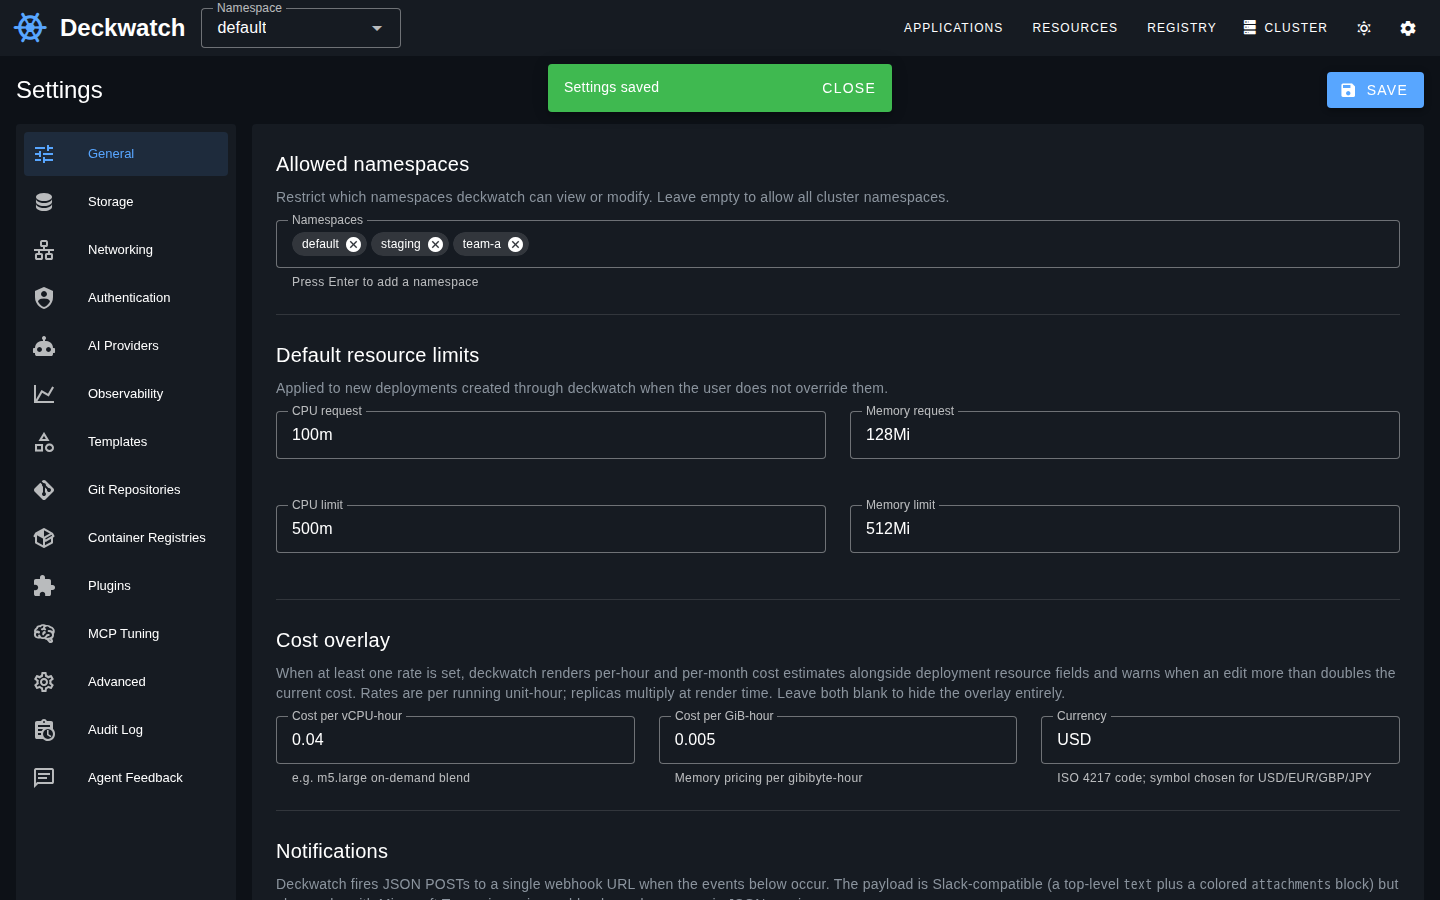 Deckwatch
Namespace
default
APPLICATIONS
RESOURCES
REGISTRY
CLUSTER
Settings
Settings saved
CLOSE
SAVE
General
Storage
Networking
Authentication
AI Providers
Observability
Templates
Git Repositories
Container Registries
Plugins
MCP Tuning
Advanced
Audit Log
Agent Feedback
Allowed namespaces
Restrict which namespaces deckwatch can view or modify. Leave empty to allow all cluster namespaces.
Namespaces
default
staging
team-a
Press Enter to add a namespace
Default resource limits
Applied to new deployments created through deckwatch when the user does not override them.
CPU request
100m
Memory request
128Mi
CPU limit
500m
Memory limit
512Mi
Cost overlay
When at least one rate is set, deckwatch renders per-hour and per-month cost estimates alongside deployment resource fields and warns when an edit more than doubles the
current cost. Rates are per running unit-hour; replicas multiply at render time. Leave both blank to hide the overlay entirely.
Cost per vCPU-hour
0.04
e.g. m5.large on-demand blend
Cost per GiB-hour
0.005
Memory pricing per gibibyte-hour
Currency
USD
ISO 4217 code; symbol chosen for USD/EUR/GBP/JPY
Notifications
Deckwatch fires JSON POSTs to a single webhook URL when the events below occur. The payload is Slack-compatible (a top-level text plus a colored attachments block) but